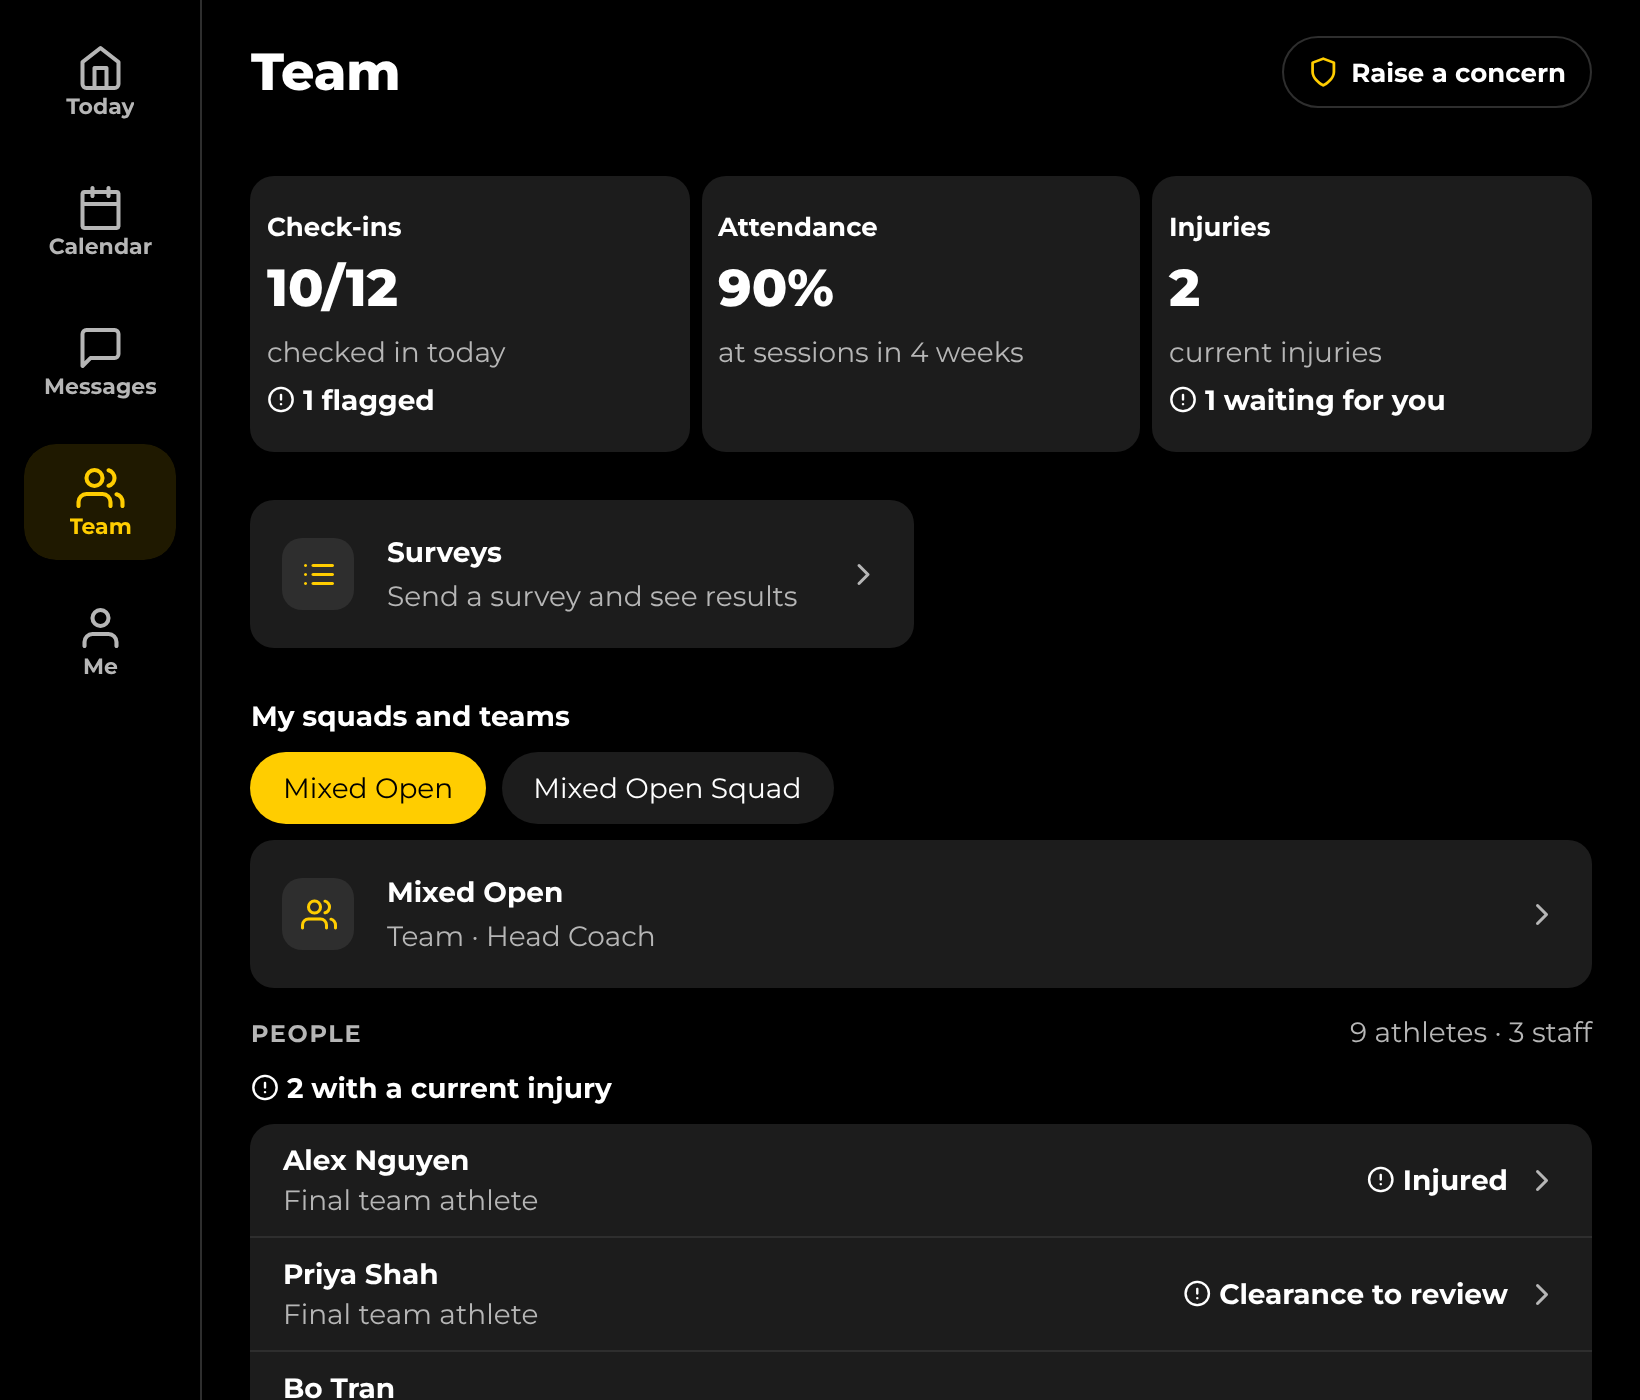 Today
Calendar
Messages
Team
Me
Team
Raise a concern
Check-ins
10/12
checked in today
1 flagged
Attendance
90%
at sessions in 4 weeks
Injuries
2
current injuries
1 waiting for you
Surveys
Send a survey and see results
My squads and teams
Mixed Open
Mixed Open Squad
Mixed Open
Team · Head Coach
PEOPLE
9 athletes · 3 staff
2 with a current injury
Alex Nguyen
Final team athlete
Injured
Priya Shah
Final team athlete
Clearance to review
Bo Tran